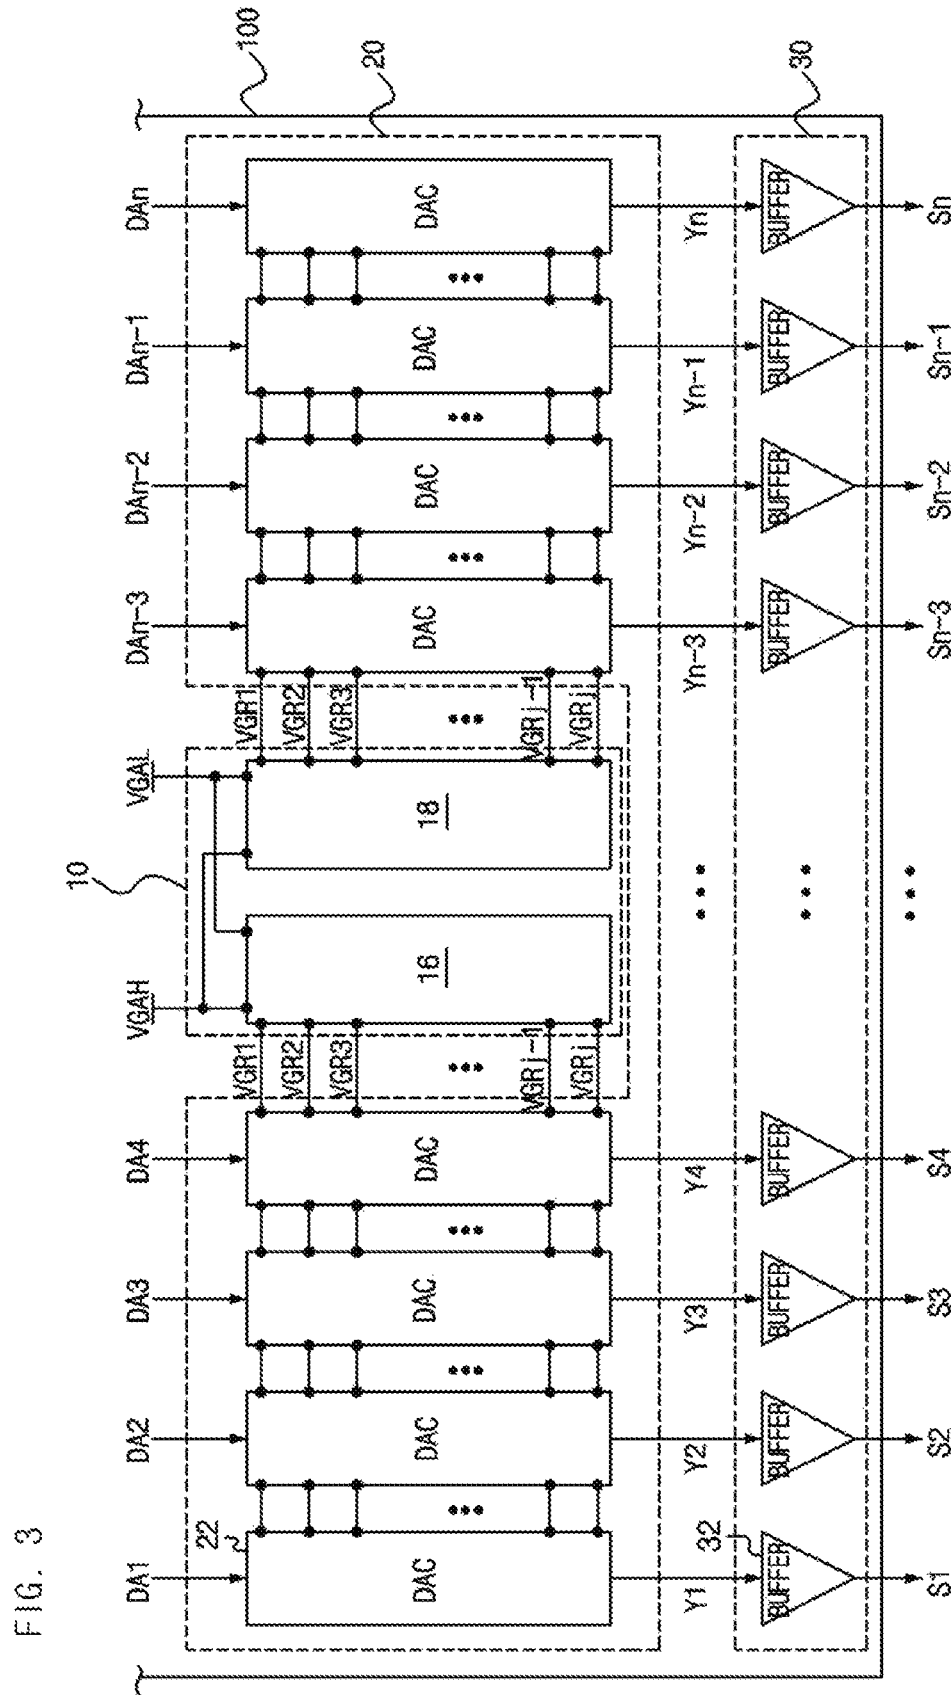 FIG. 3
100
20
10
DA1 DA2 DA3 DA4 VGAH VGAL DAn-3 DAn-2 DAn-1 DAn
22
VGR1 VGR1
VGR2 VGR2
VGR3 VGR3
DAC DAC DAC DAC 16 18 DAC DAC DAC DAC
VGRj-1 VGRj-1
VGRj VGRj
Y1 Y2 Y3 Y4 Yn-3 Yn-2 Yn-1 Yn
32 30
BUFFER BUFFER BUFFER BUFFER BUFFER BUFFER BUFFER BUFFER
S1 S2 S3 S4 Sn-3 Sn-2 Sn-1 Sn